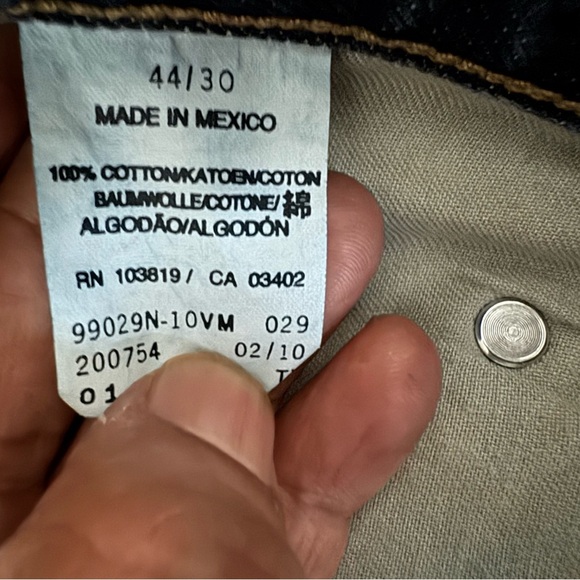 44/30
MADE IN MEXICO
100% COTTON/KATOEN/COTON
BAUMWOLLE/COTONE/綿
ALGODÃO/ALGODÓN
RN 103819 / CA 03402
99029N-10VM 029
200754 02/10
01